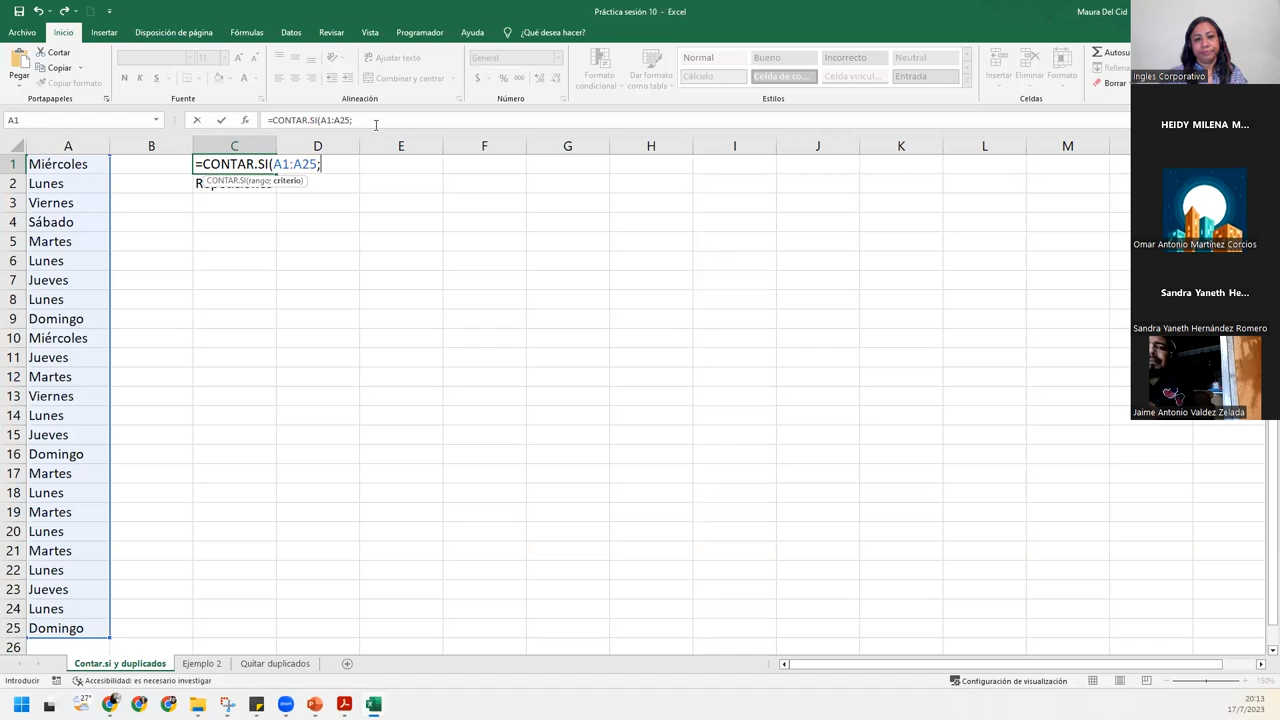 Práctica sesión 10 - Excel
Maura Del Cid
Archivo Inicio Insertar Disposición de página Fórmulas Datos Revisar Vista Programador Ayuda ¿Qué desea hacer?
Pegar
Cortar
Copiar
Copiar formato
Portapapeles
N K S
Fuente
Ajustar texto
Combinar y centrar
Alineación
General
Número
Formato condicional
Dar formato como tabla
Normal Bueno Incorrecto Neutral
Cálculo Celda de co... Celda vincul... Entrada
Estilos
Insertar Eliminar Formato
Celdas
Autosu
Rellena
Borrar
A1
=CONTAR.SI(A1:A25;
A B C D E F G H I J K L M
1 Miércoles =CONTAR.SI(A1:A25;
CONTAR.SI(rango; criterio)
2 Lunes
3 Viernes
4 Sábado
5 Martes
6 Lunes
7 Jueves
8 Lunes
9 Domingo
10 Miércoles
11 Jueves
12 Martes
13 Viernes
14 Lunes
15 Jueves
16 Domingo
17 Martes
18 Lunes
19 Martes
20 Lunes
21 Martes
22 Lunes
23 Jueves
24 Lunes
25 Domingo
26
Contar.si y duplicados Ejemplo 2 Quitar duplicados
Introducir
Accesibilidad: es necesario investigar
Configuración de visualización
150%
27°
20:13
17/7/2023
Ingles Corporativo
HEIDY MILENA M...
Omar Antonio Martínez Corcios
Sandra Yaneth He...
Sandra Yaneth Hernández Romero
Jaime Antonio Valdez Zelada